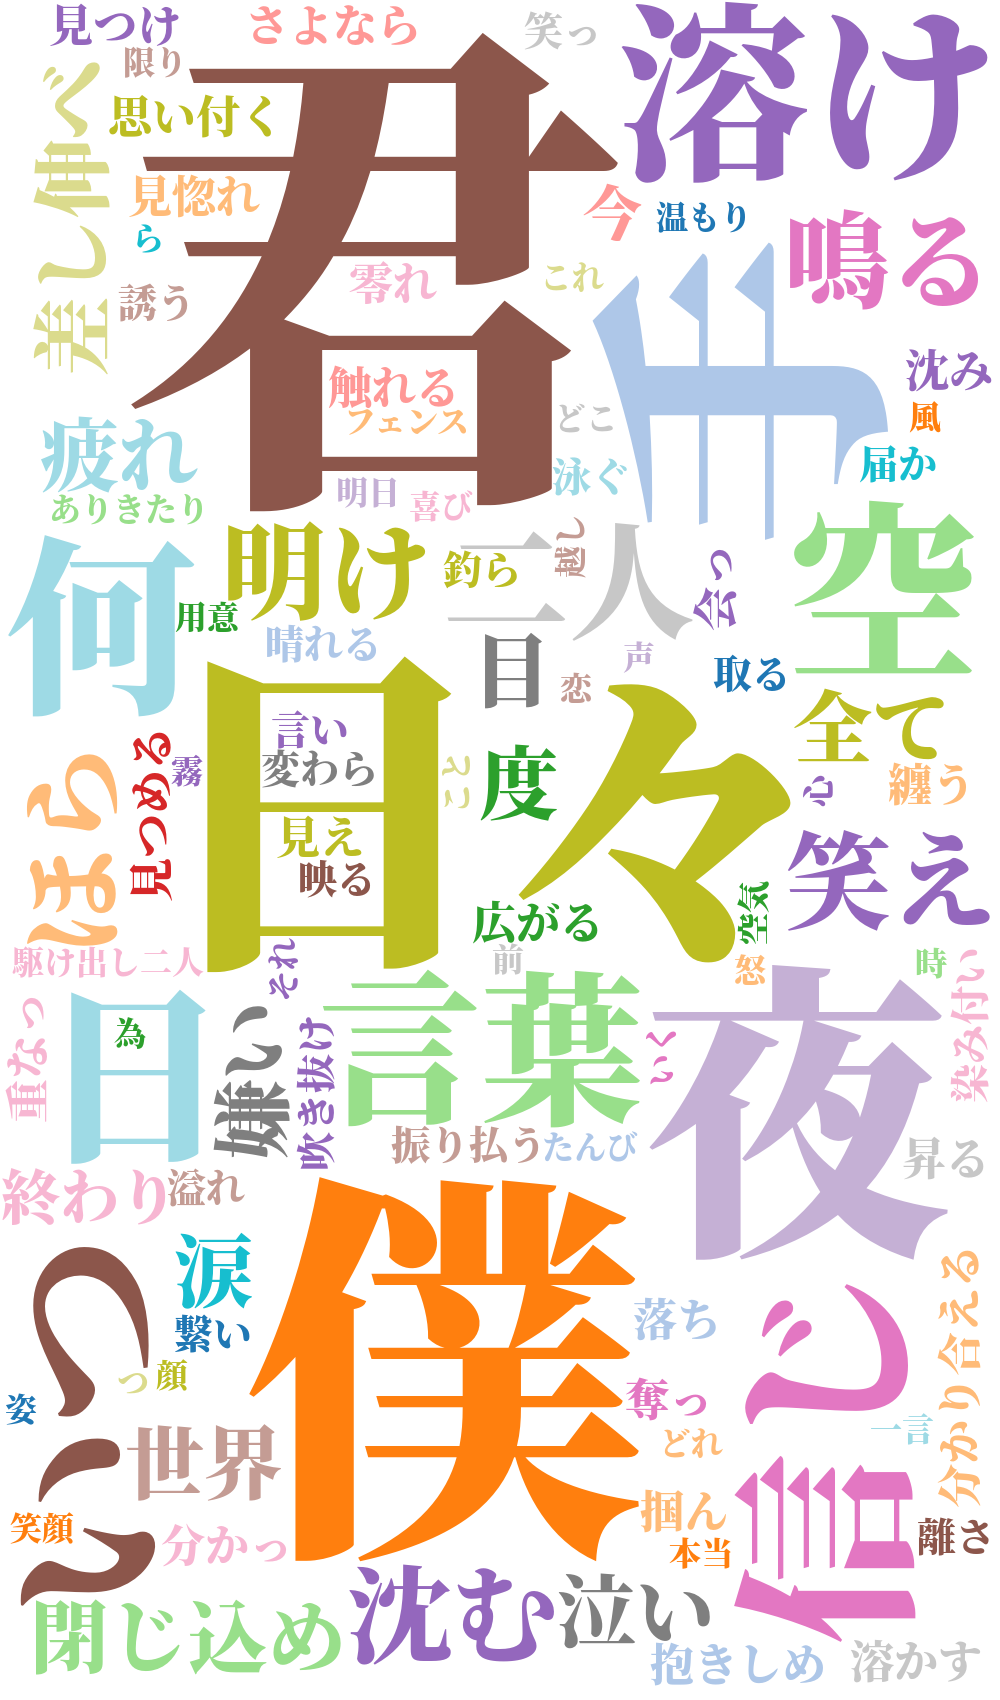 見つけ
さよなら
笑っ
溶け
限り
君
差し伸べ
思い付く
見惚れ
今
温もり
鳴る
ら
誘う
零れ
これ
手
触れる
フェンス
どこ
沈み
風
疲れ
泳ぐ
届か
ありきたり
明日
喜び
空
何
明け
二人
釣ら
越し
会っ
用意
晴れる
目
声
取る
恋
日々
全て
言い
変わら
ほら
見つめる
霧
ここ
度
心
纏う
見え
映る
笑え
広がる
空気
駆け出し二人
それ
前
怒
時
染み付い
夜
重なっ
日
為
嫌い
吹き抜け
言葉
いく
振り払う
たんび
昇る
終わり
溢れ
僕
涙
繋い
いつ
っ
顔
姿
落ち
信じ
分かり合える
奪っ
どれ
一言
世界
掴ん
本当
離さ
笑顔
分かっ
閉じ込め
沈む
泣い
抱きしめ
溶かす